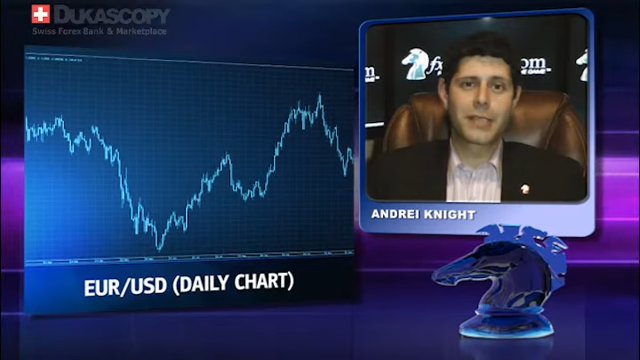 DUKASCOPY
Swiss Forex Bank & Marketplace
ANDREI KNIGHT
EUR/USD (DAILY CHART)